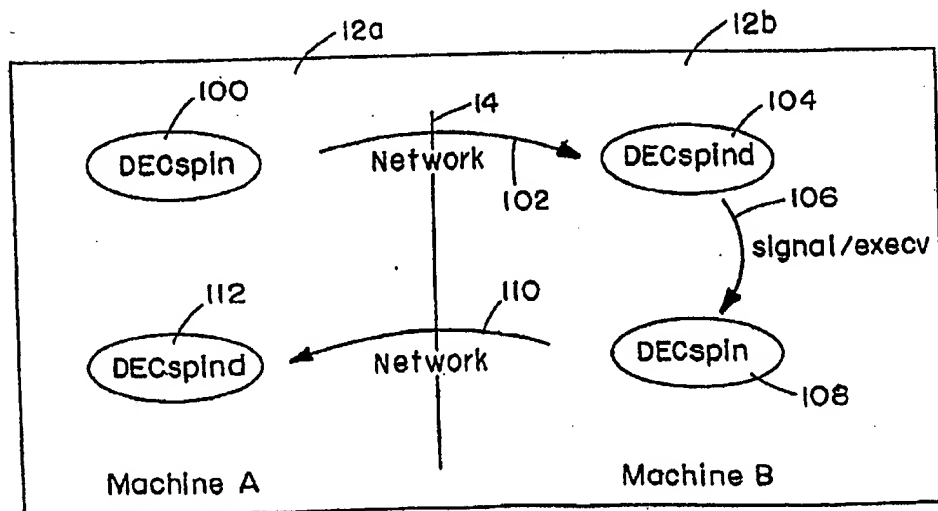 12a
12b
100
14
104
DECspin
Network
DECspind
102
106
signal/execv
112
110
DECspind
Network
DECspin
108
Machine A
Machine B